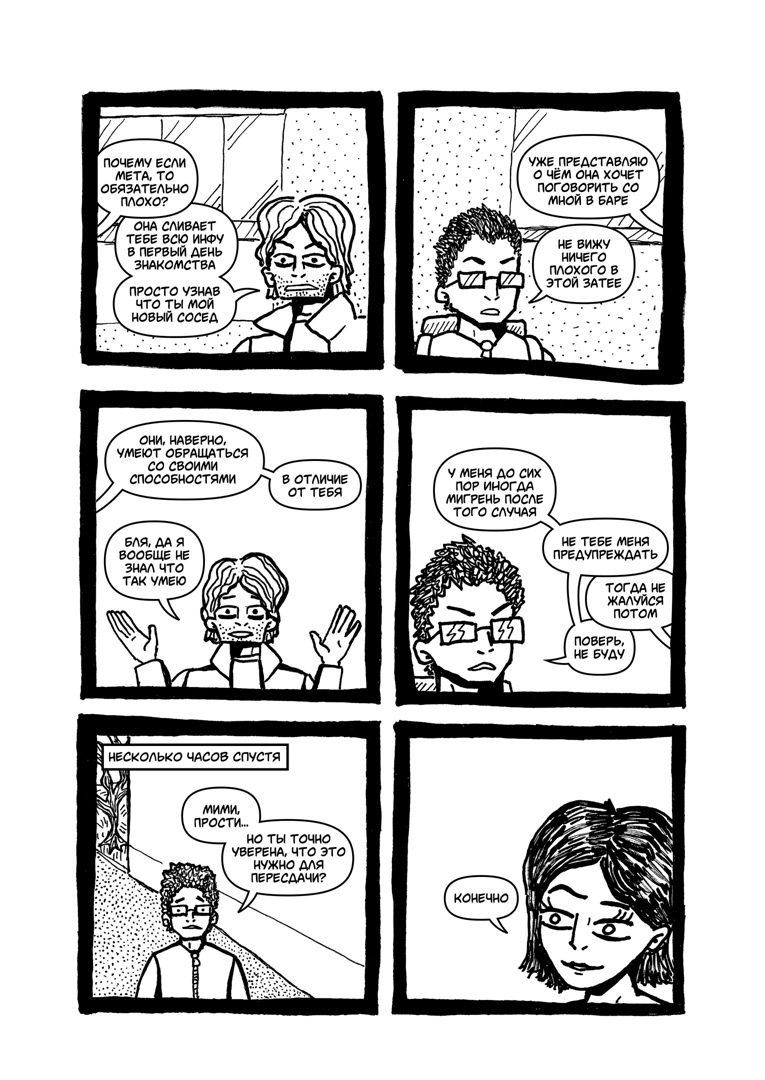 ПОЧЕМУ ЕСЛИ
МЕТА, ТО
ОБЯЗАТЕЛЬНО
ПЛОХО?
ОНА СЛИВАЕТ
ТЕБЕ ВСЮ ИНФУ
В ПЕРВЫЙ ДЕНЬ
ЗНАКОМСТВА
ПРОСТО УЗНАВ
ЧТО ТЫ МОЙ
НОВЫЙ СОСЕД
УЖЕ ПРЕДСТАВЛЯЮ
О ЧЁМ ОНА ХОЧЕТ
ПОГОВОРИТЬ СО
МНОЙ В БАРЕ
НЕ ВИЖУ
НИЧЕГО
ПЛОХОГО В
ЭТОЙ ЗАТЕЕ
ОНИ, НАВЕРНО,
УМЕЮТ ОБРАЩАТЬСЯ
СО СВОИМИ
СПОСОБНОСТЯМИ
В ОТЛИЧИЕ
ОТ ТЕБЯ
БЛЯ, ДА Я
ВООБЩЕ НЕ
ЗНАЛ ЧТО
ТАК УМЕЮ
У МЕНЯ ДО СИХ
ПОР ИНОГДА
МИГРЕНЬ ПОСЛЕ
ТОГО СЛУЧАЯ
НЕ ТЕБЕ МЕНЯ
ПРЕДУПРЕЖДАТЬ
ТОГДА НЕ
ЖАЛУЙСЯ
ПОТОМ
ПОВЕРЬ,
НЕ БУДУ
НЕСКОЛЬКО ЧАСОВ СПУСТЯ
МИМИ,
ПРОСТИ...
НО ТЫ ТОЧНО
УВЕРЕНА, ЧТО ЭТО
НУЖНО ДЛЯ
ПЕРЕСДАЧИ?
КОНЕЧНО